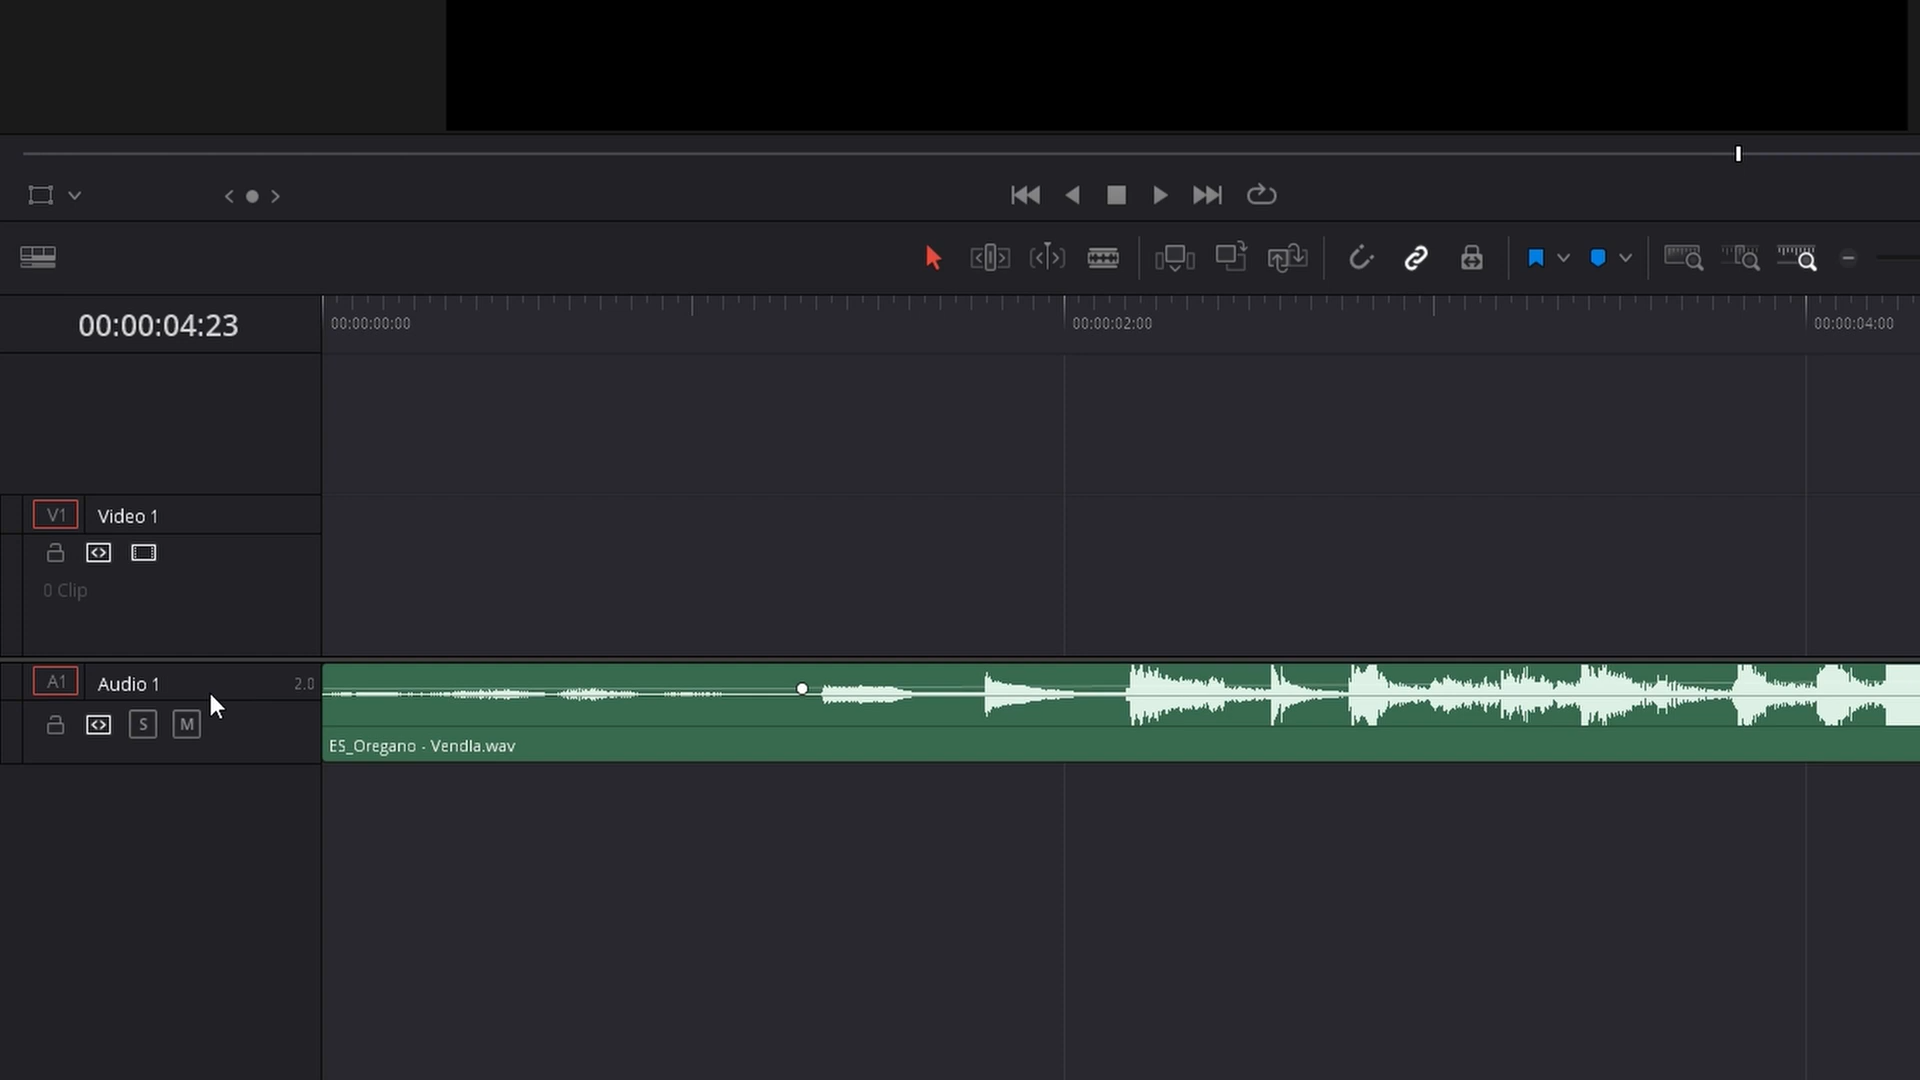 00:00:04:23
00:00:00:00
00:00:02:00
00:00:04:00
V1 Video 1
0 Clip
A1 Audio 1 2.0
S M
ES_Oregano - Vendla.wav